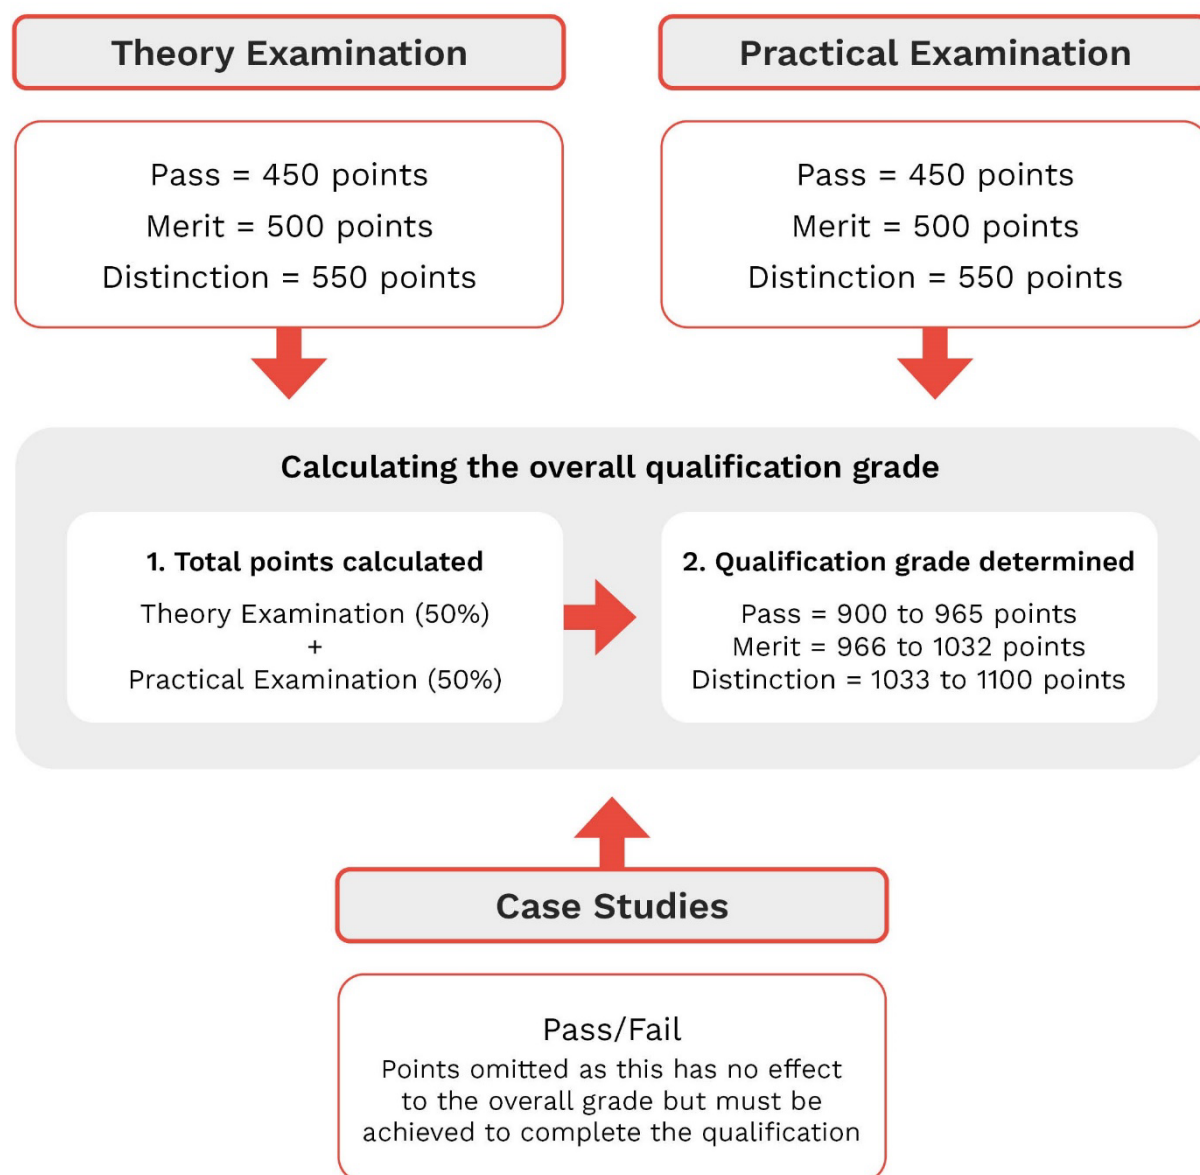 Theory Examination
Pass = 450 points
Merit = 500 points
Distinction = 550 points
Practical Examination
Pass = 450 points
Merit = 500 points
Distinction = 550 points
Calculating the overall qualification grade
1. Total points calculated
Theory Examination (50%)
+
Practical Examination (50%)
2. Qualification grade determined
Pass = 900 to 965 points
Merit = 966 to 1032 points
Distinction = 1033 to 1100 points
Case Studies
Pass/Fail
Points omitted as this has no effect
to the overall grade but must be
achieved to complete the qualification